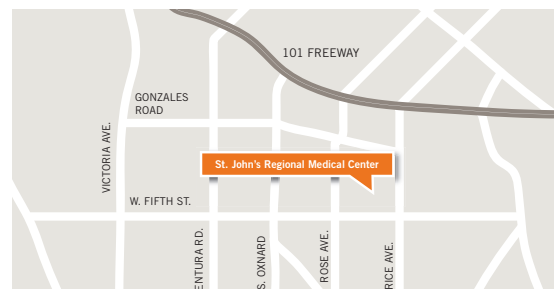 101 FREEWAY
GONZALES
ROAD
VICTORIA AVE.
St. John's Regional Medical Center
W. FIFTH ST.
ENTURA RD.
S. OXNARD
ROSE AVE.
RICE AVE.